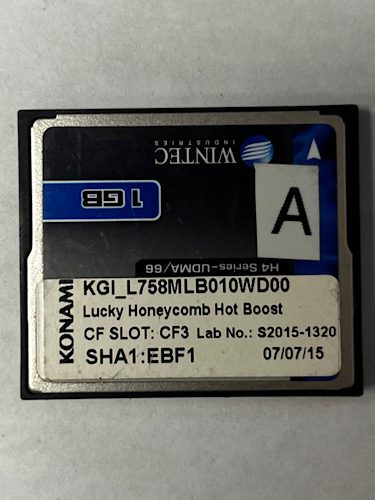 WINTEC
INDUSTRIES
1 GB
A
H4 Series-UDMA/66
KONAMI
KGI_L758MLB010WD00
Lucky Honeycomb Hot Boost
CF SLOT: CF3 Lab No.: S2015-1320
SHA1:EBF1 07/07/15